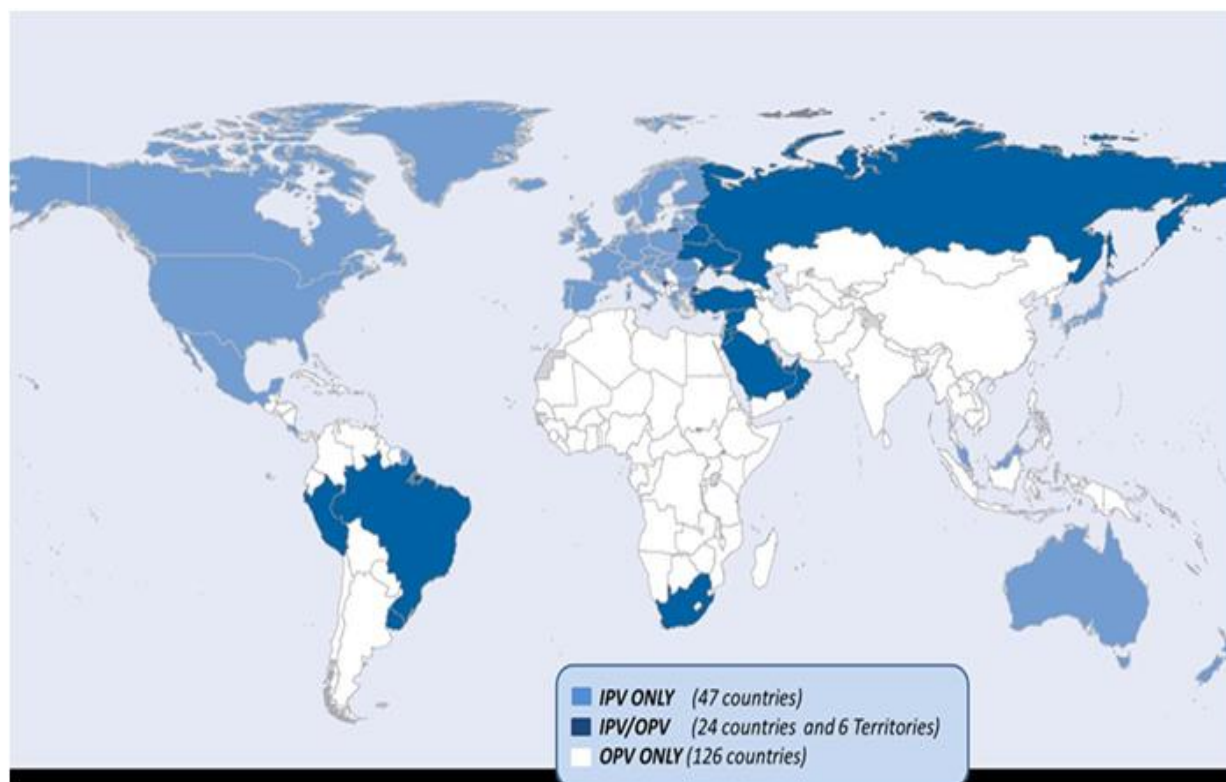 IPV ONLY (47 countries)
IPV/OPV (24 countries and 6 Territories)
OPV ONLY (126 countries)